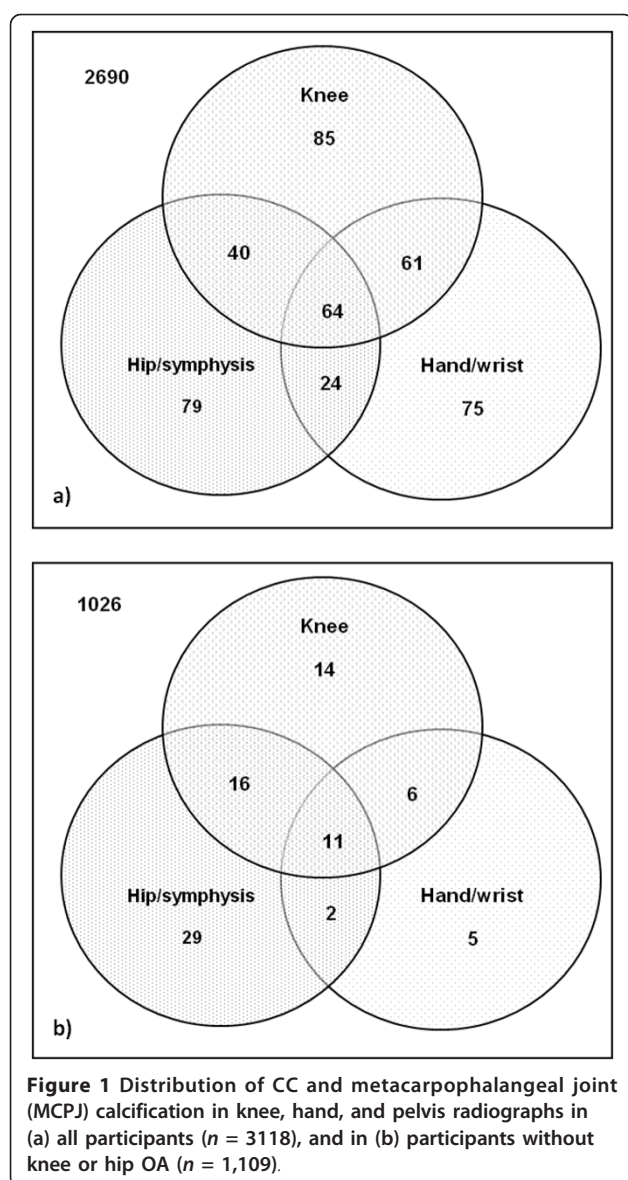 2690
Knee
85
40
61
64
Hip/symphysis
79
24
Hand/wrist
75
a)
1026
Knee
14
16
6
11
Hip/symphysis
29
2
Hand/wrist
5
b)
Figure 1 Distribution of CC and metacarpophalangeal joint
(MCPJ) calcification in knee, hand, and pelvis radiographs in
(a) all participants (n = 3118), and in (b) participants without
knee or hip OA (n = 1,109).